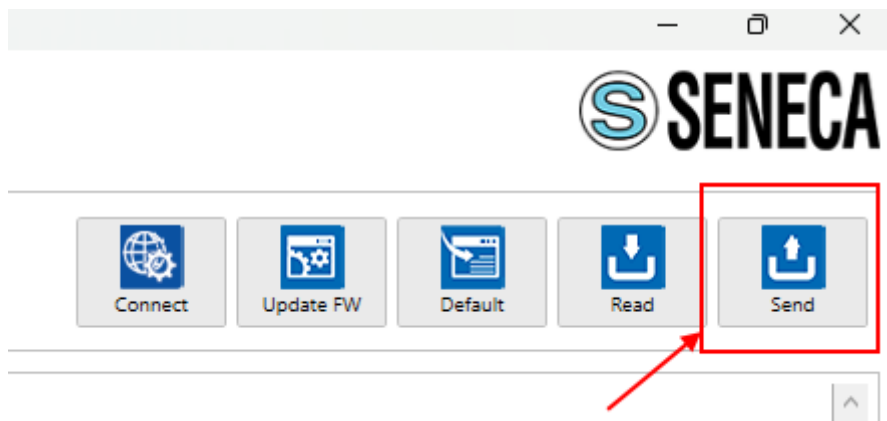 SENECA
Connect
Update FW
Default
Read
Send